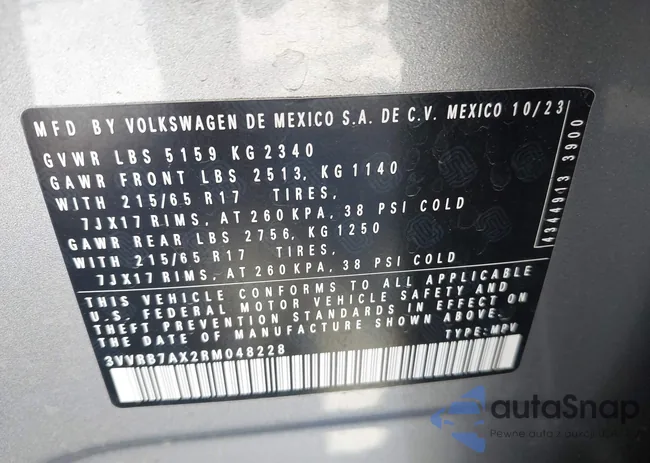 MFD BY VOLKSWAGEN DE MEXICO S.A. DE C.V. MEXICO 10/23
GVWR LBS 5159 KG 2340
GAWR FRONT LBS 2513, KG 1140
WITH 215/65 R17 TIRES,
7JX17 RIMS, AT 260 KPA, 38 PSI COLD
GAWR REAR LBS 2756, KG 1250
WITH 215/65 R17 TIRES,
7JX17 RIMS, AT 260 KPA, 38 PSI COLD
THIS VEHICLE CONFORMS TO ALL APPLICABLE
U.S. FEDERAL MOTOR VEHICLE SAFETY AND
THEFT PREVENTION STANDARDS IN EFFECT ON
THE DATE OF MANUFACTURE SHOWN ABOVE.
TYPE: MPV
3VVRB7AX2RM048228
4344913 3900
autaSnap
Pewne auta z aukcji